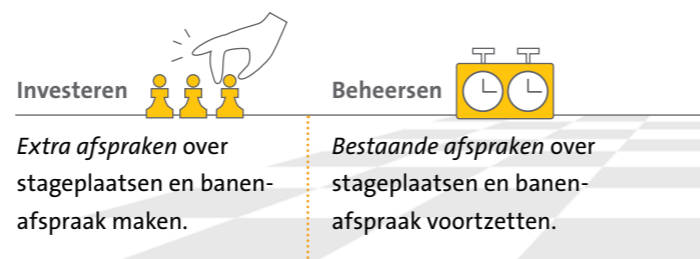 Investeren
Extra afspraken over
stageplaatsen en banen-
afspraak maken.
Beheersen
Bestaande afspraken over
stageplaatsen en banen-
afspraak voortzetten.